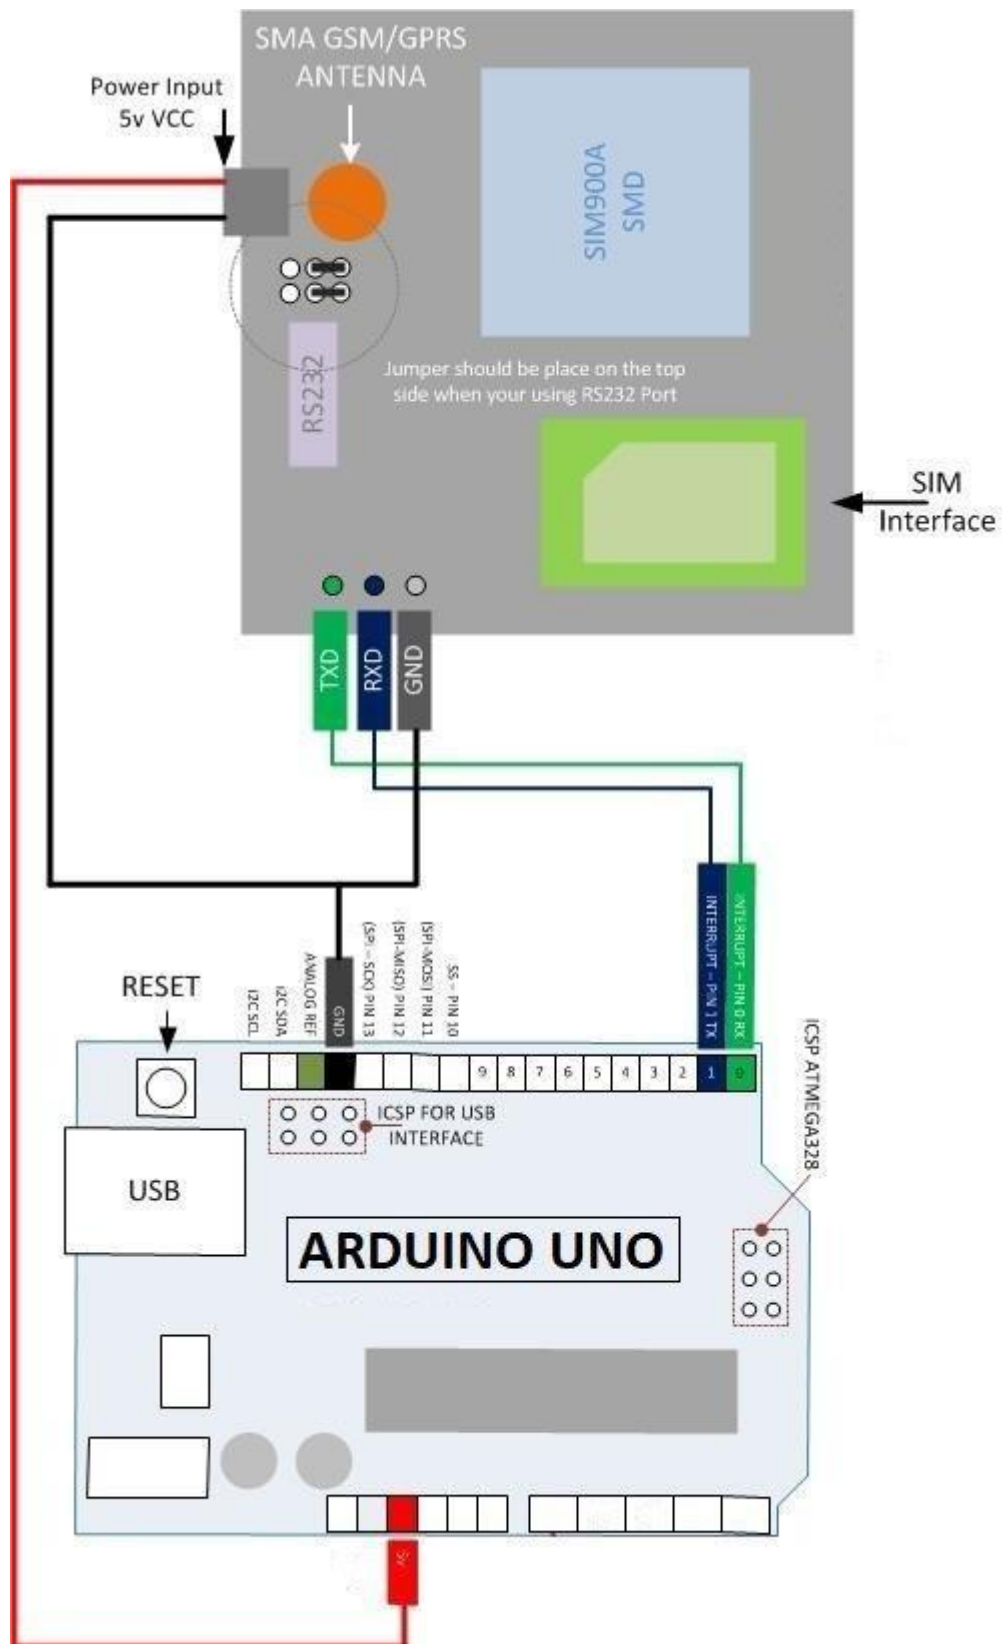 SMA GSM/GPRS
ANTENNA
Power Input
5v VCC
SIM900A
SMD
RS232
Jumper should be place on the top
side when your using RS232 Port
SIM
Interface
TXD
RXD
GND
INTERRUPT – PIN 1 TX
INTERRUPT – PIN 0 RX
RESET
I2C SCL
I2C SDA
ANALOG REF
GND
(SPI – SCK) PIN 13
(SPI-MISO) PIN 12
(SPI-MOSI) PIN 11
SS – PIN 10
ICSP ATMEGA328
9 8 7 6 5 4 3 2 1 0
ICSP FOR USB
INTERFACE
USB
ARDUINO UNO
5v